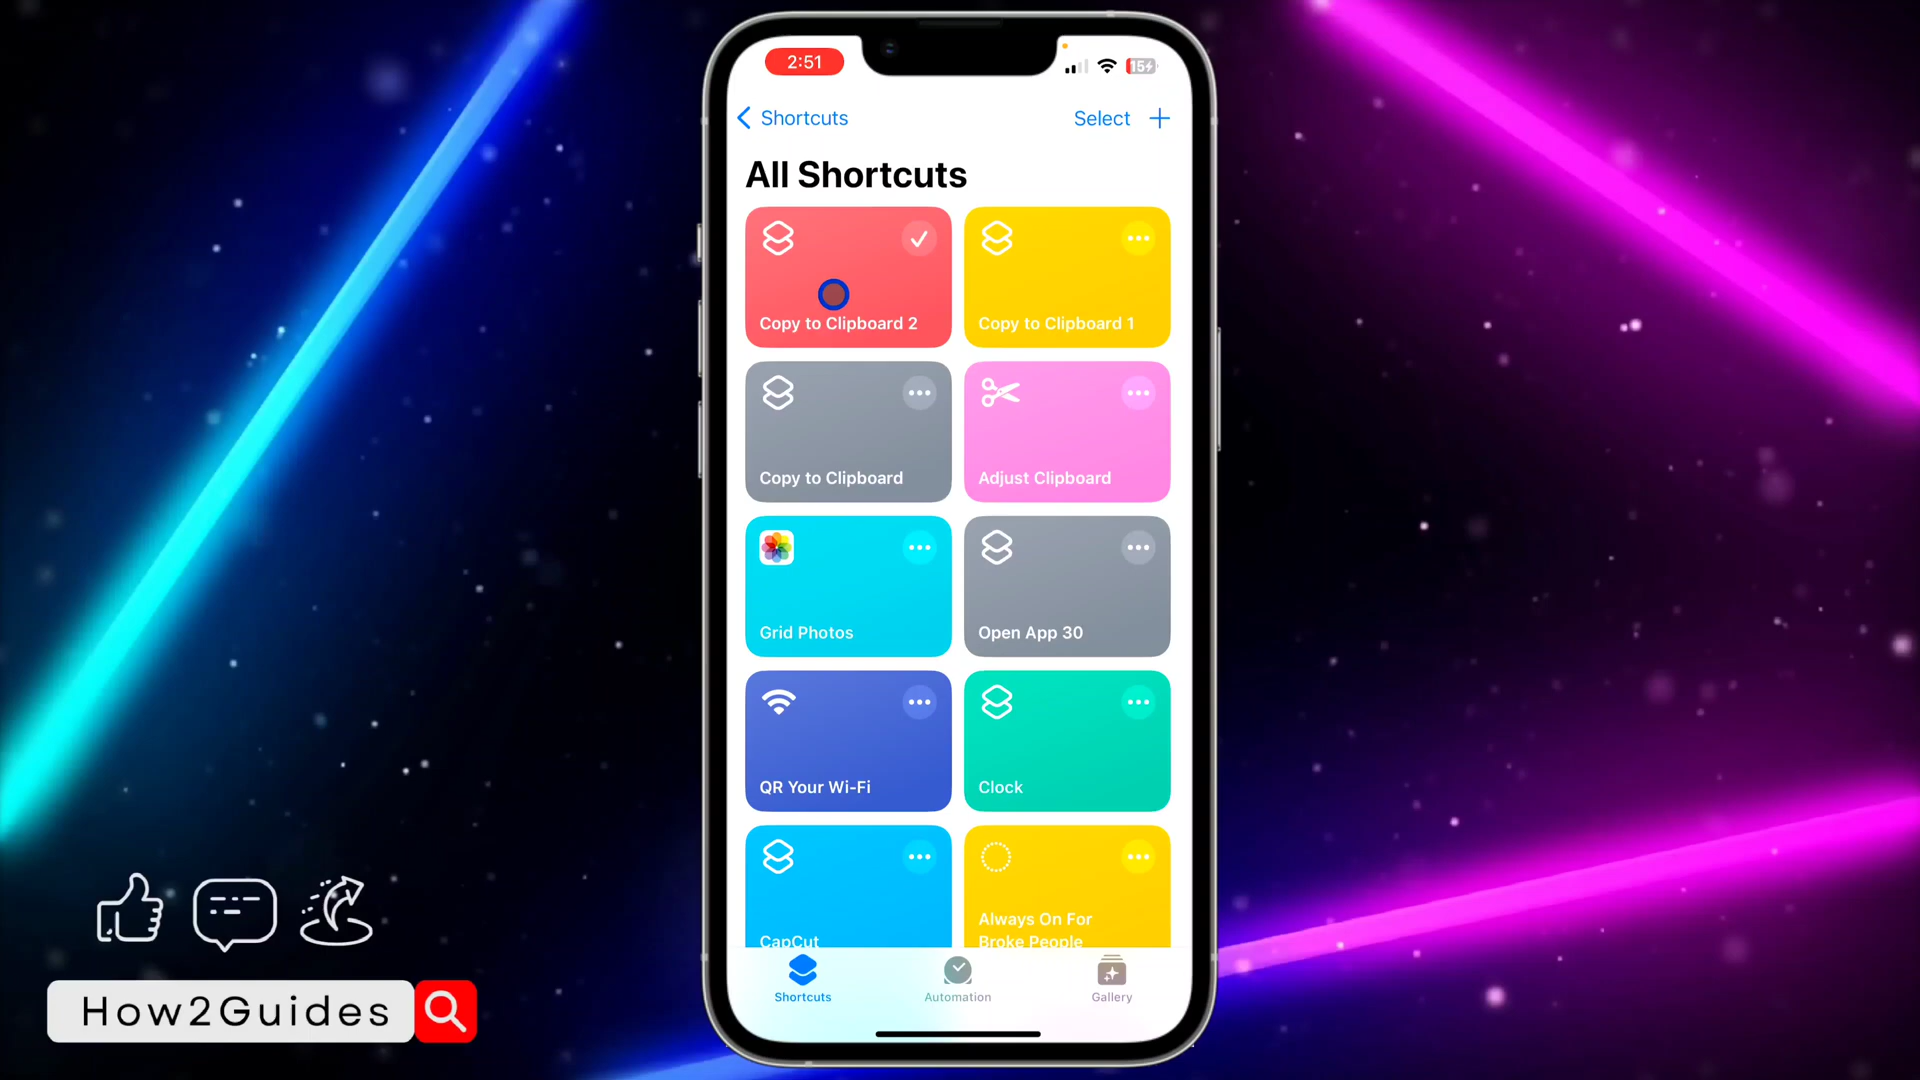 2:51
15
Shortcuts
Select
All Shortcuts
Copy to Clipboard 2
Copy to Clipboard 1
Copy to Clipboard
Adjust Clipboard
Grid Photos
Open App 30
QR Your Wi-Fi
Clock
CapCut
Always On For
Broke People
Shortcuts
Automation
Gallery
How2Guides